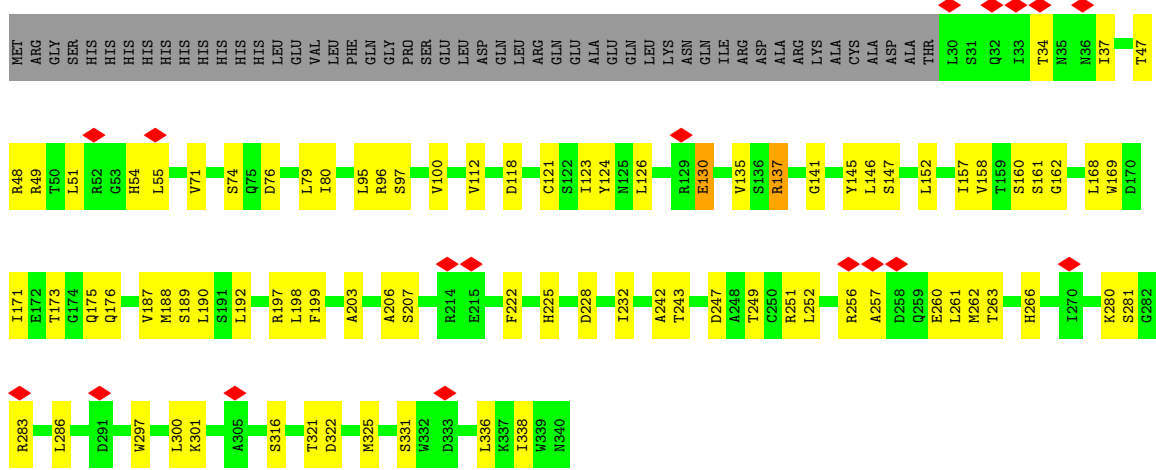 MET ARG GLY SER HIS HIS HIS HIS HIS HIS HIS HIS HIS HIS LEU GLU VAL LEU PHE GLN GLY PRO SER GLU LEU ASP GLN LEU ARG GLN GLU ALA GLU GLN LEU LYS ASN GLN ILE ARG ASP ALA ARG LYS ALA CYS ALA ASP ALA THR L30 S31 Q32 I33 T34 N35 N36 I37 T47
R48 R49 T50 L51 R52 G53 H54 L55 V71 S74 Q75 D76 L79 I80 L95 R96 S97 V100 V112 D118 C121 S122 I123 Y124 N125 L126 R129 E130 V135 S136 R137 G141 Y145 L146 S147 L152 I157 V158 T159 S160 S161 G162 L168 W169 D170
I171 E172 T173 G174 Q175 Q176 V187 M188 S189 L190 S191 L192 R197 L198 F199 A203 A206 S207 R214 E215 F222 H225 D228 I232 A242 T243 D247 A248 T249 C250 R251 L252 R256 A257 D258 Q259 E260 L261 M262 T263 H266 I270 K280 S281 G282
R283 L286 D291 W297 L300 K301 A305 S316 T321 D322 M325 S331 W332 D333 L336 K337 I338 W339 N340